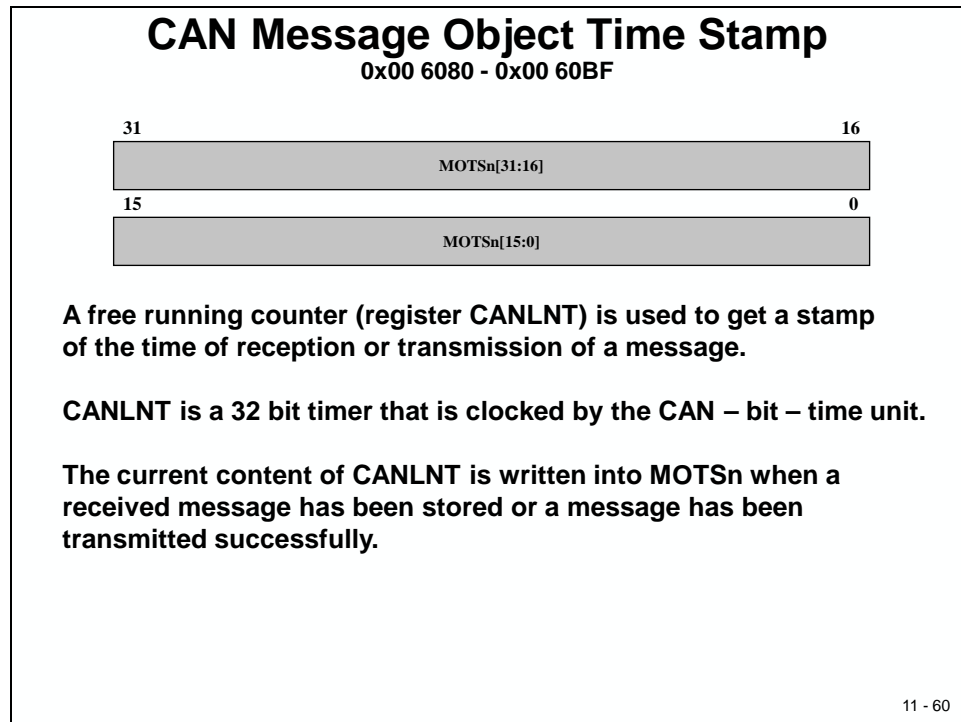 CAN Message Object Time Stamp
0x00 6080 - 0x00 60BF
31 16
MOTSn[31:16]
15 0
MOTSn[15:0]
A free running counter (register CANLNT) is used to get a stamp
of the time of reception or transmission of a message.
CANLNT is a 32 bit timer that is clocked by the CAN – bit – time unit.
The current content of CANLNT is written into MOTSn when a
received message has been stored or a message has been
transmitted successfully.
11 - 60